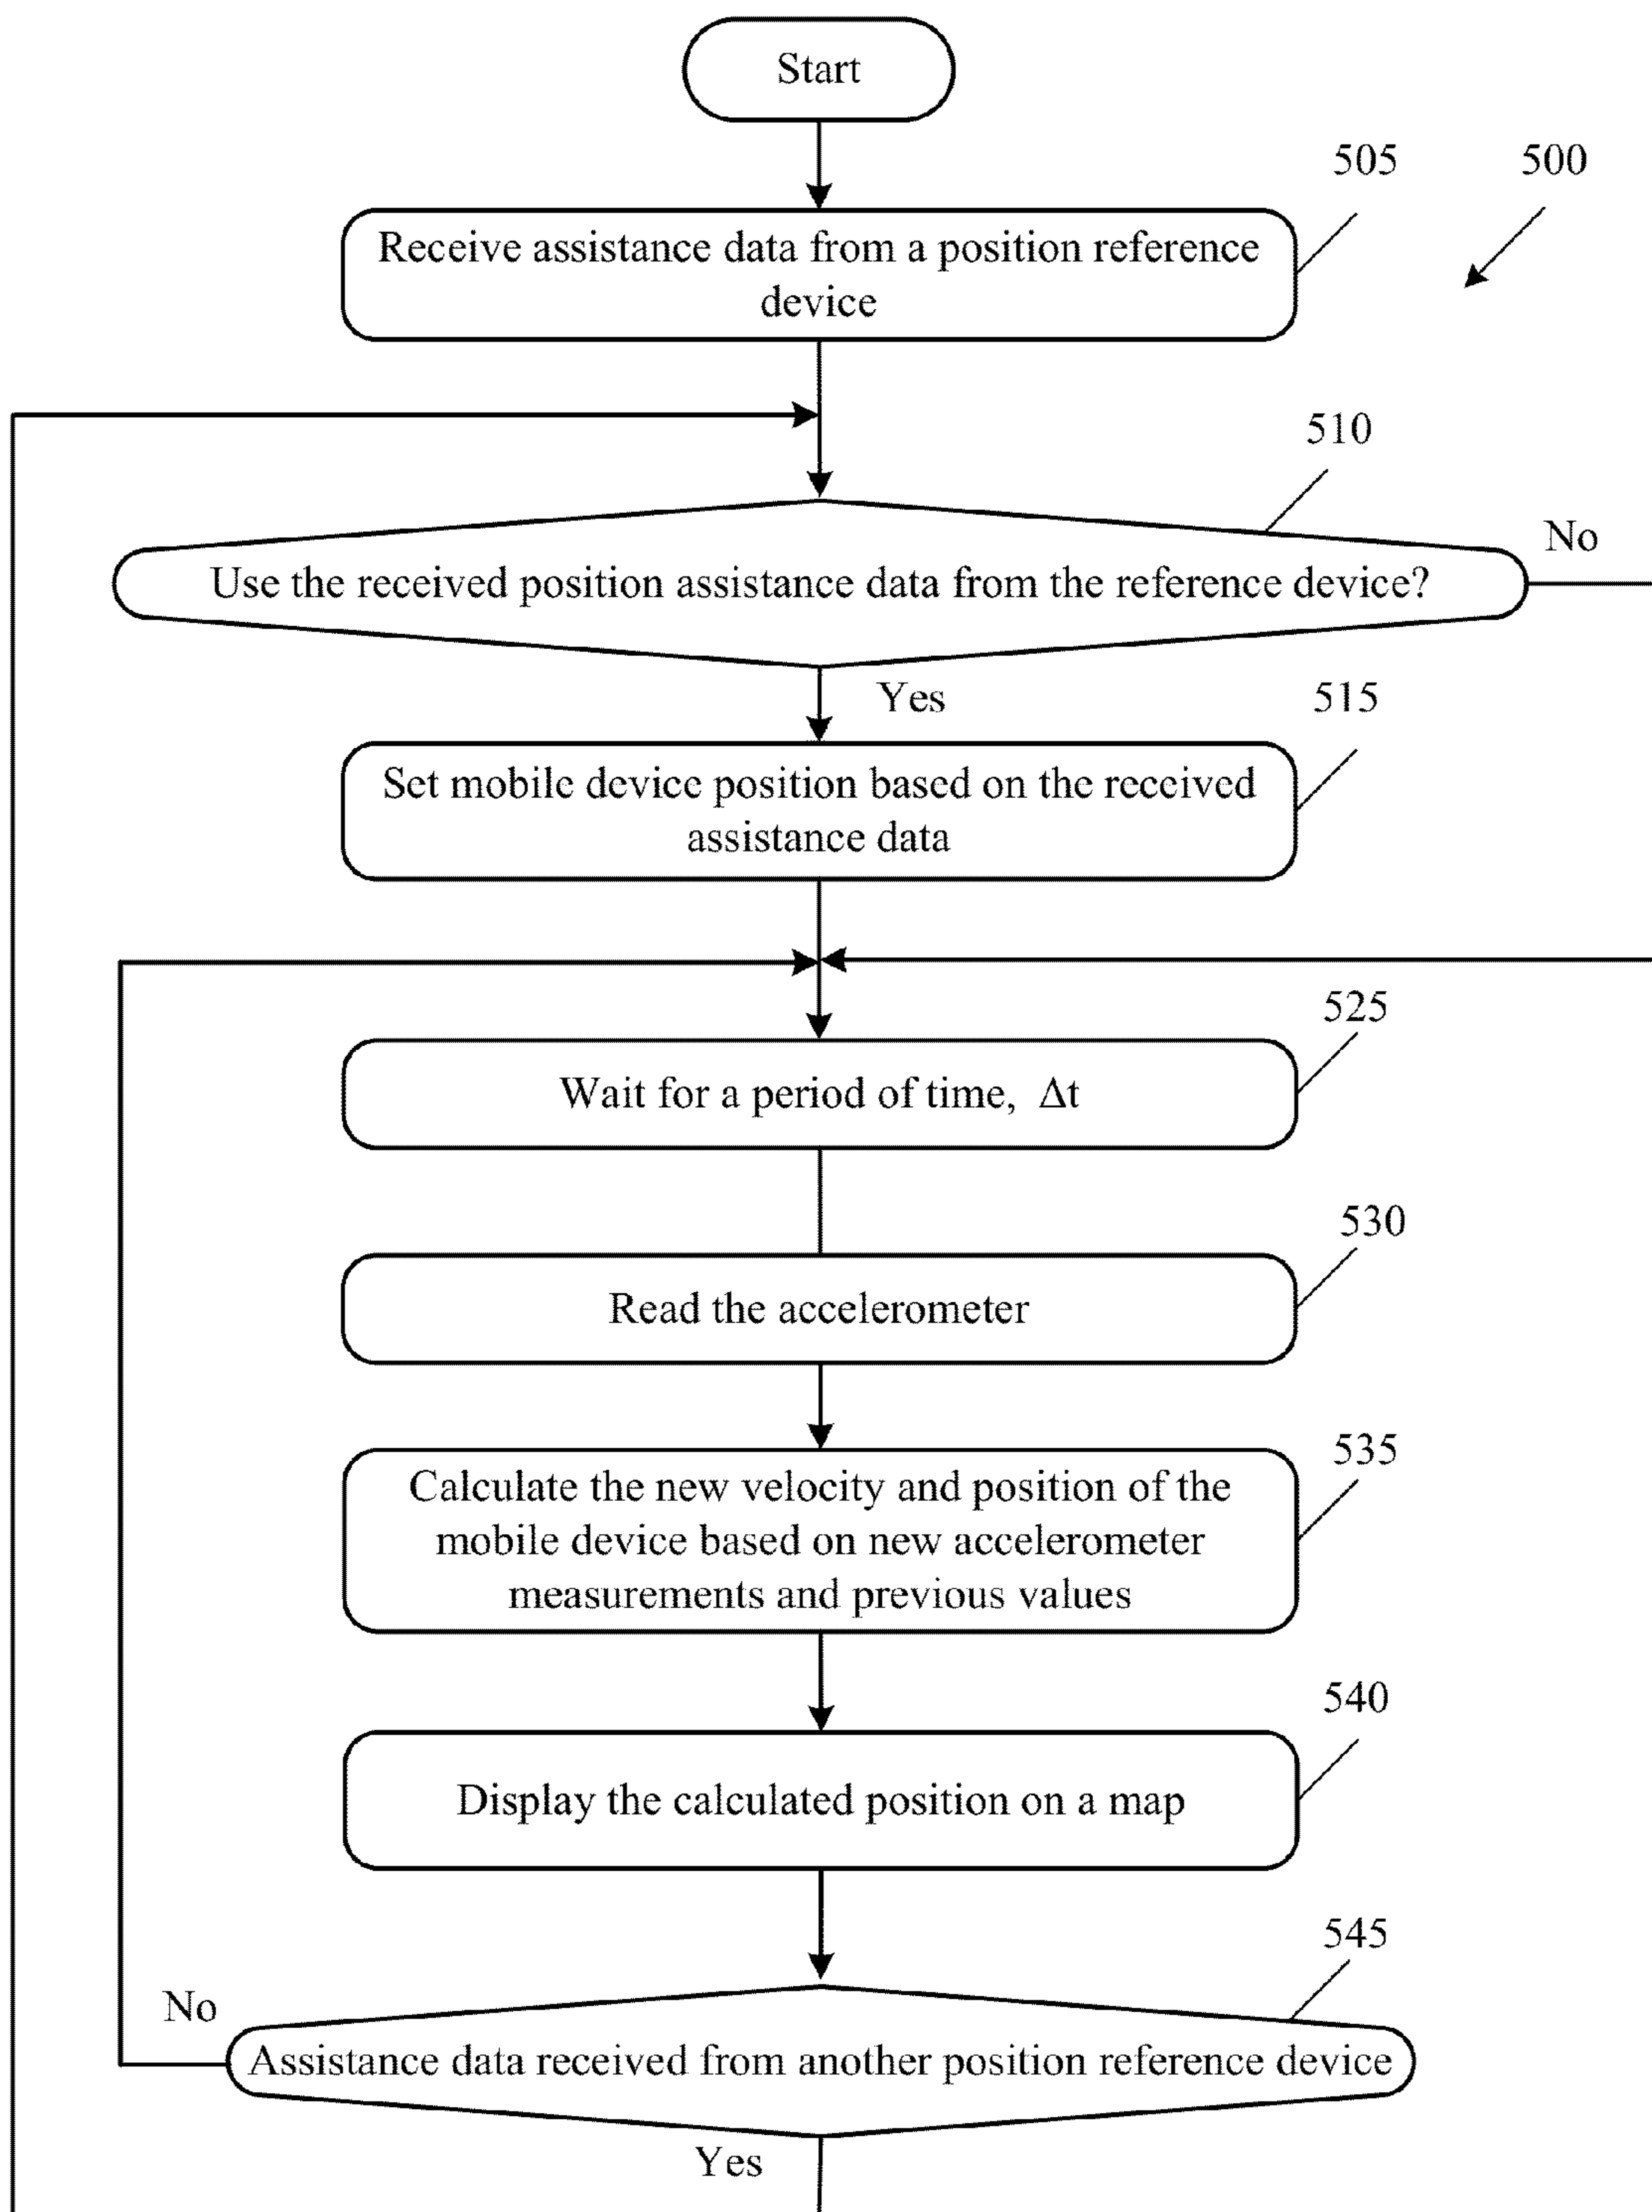 Start
505
500
Receive assistance data from a position reference
device
510
No
Use the received position assistance data from the reference device?
Yes
515
Set mobile device position based on the received
assistance data
525
Wait for a period of time, Δt
530
Read the accelerometer
535
Calculate the new velocity and position of the
mobile device based on new accelerometer
measurements and previous values
540
Display the calculated position on a map
545
No
Assistance data received from another position reference device
Yes